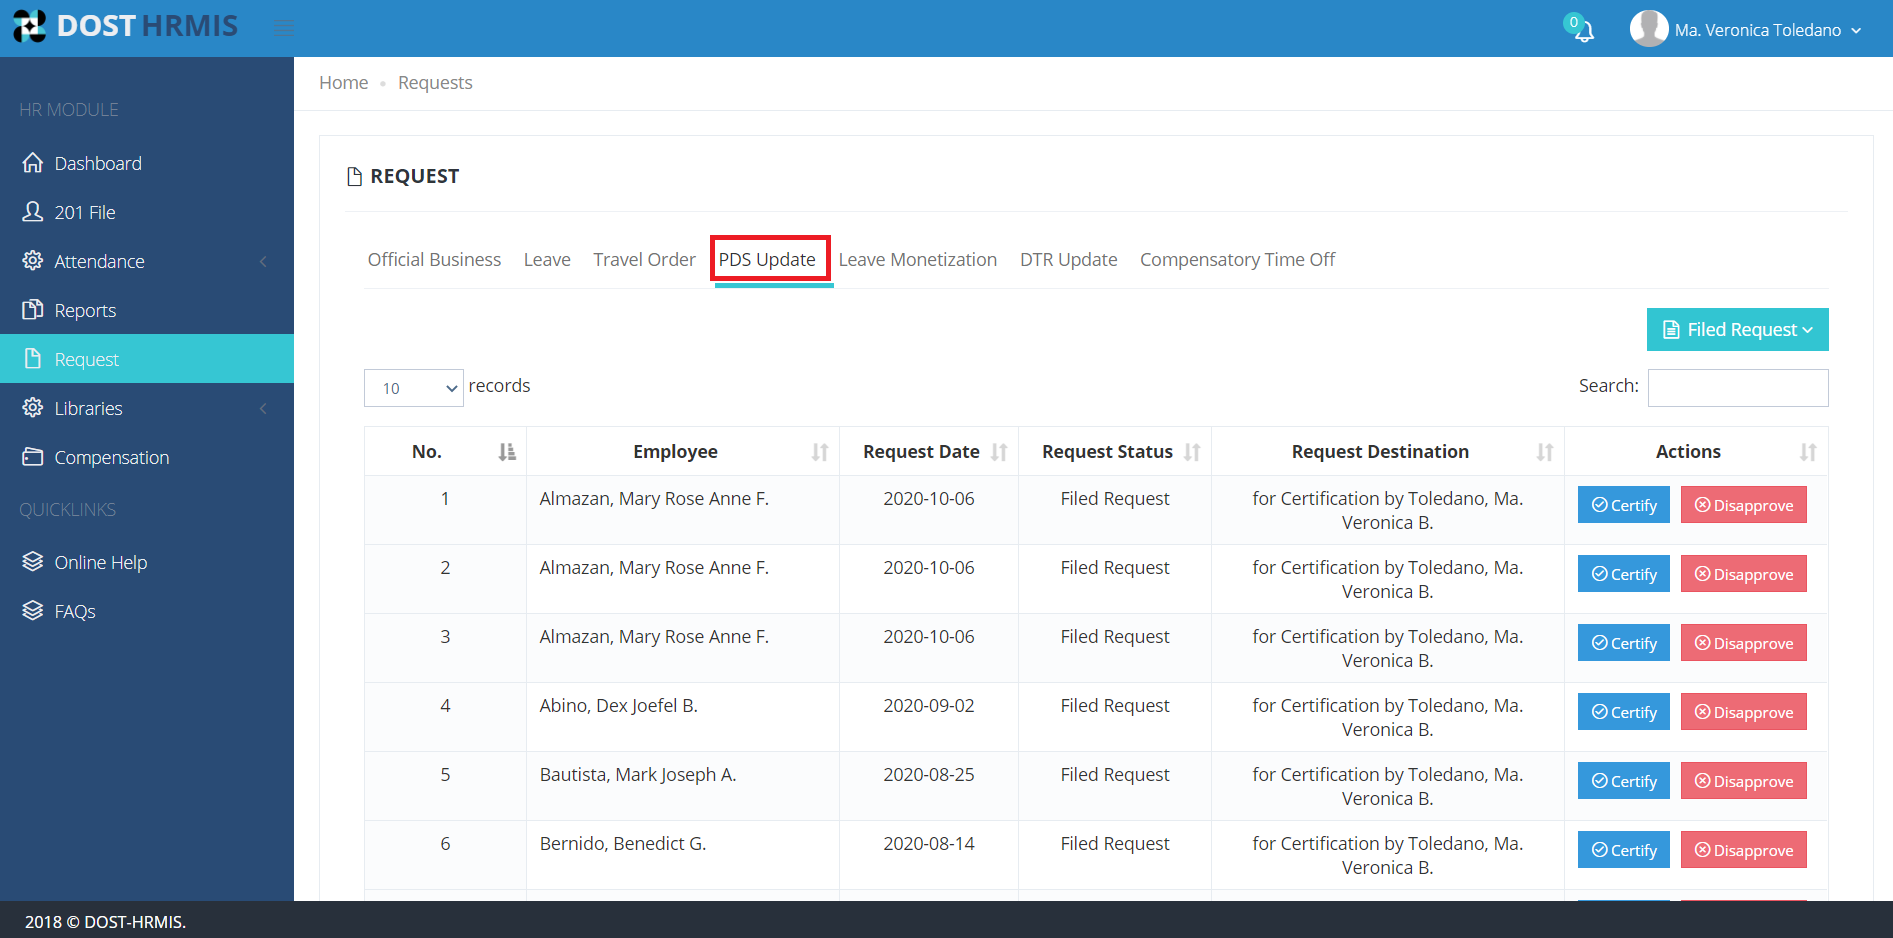 DOST HRMIS
0
Ma. Veronica Toledano
HR MODULE
Dashboard
201 File
Attendance
Reports
Request
Libraries
Compensation
QUICKLINKS
Online Help
FAQs
Home • Requests
REQUEST
Official Business Leave Travel Order PDS Update Leave Monetization DTR Update Compensatory Time Off
Filed Request
10 records
Search:
No. Employee Request Date Request Status Request Destination Actions
1 Almazan, Mary Rose Anne F. 2020-10-06 Filed Request for Certification by Toledano, Ma. Certify Disapprove
Veronica B.
2 Almazan, Mary Rose Anne F. 2020-10-06 Filed Request for Certification by Toledano, Ma. Certify Disapprove
Veronica B.
3 Almazan, Mary Rose Anne F. 2020-10-06 Filed Request for Certification by Toledano, Ma. Certify Disapprove
Veronica B.
4 Abino, Dex Joefel B. 2020-09-02 Filed Request for Certification by Toledano, Ma. Certify Disapprove
Veronica B.
5 Bautista, Mark Joseph A. 2020-08-25 Filed Request for Certification by Toledano, Ma. Certify Disapprove
Veronica B.
6 Bernido, Benedict G. 2020-08-14 Filed Request for Certification by Toledano, Ma. Certify Disapprove
Veronica B.
2018 © DOST-HRMIS.